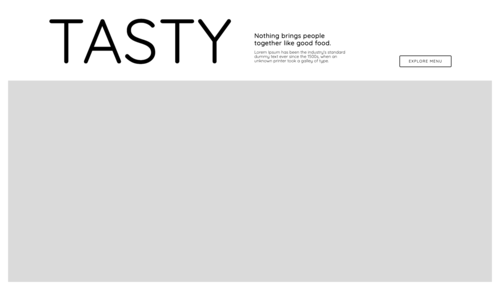 TASTY
Nothing brings people
together like good food.
Lorem Ipsum has been the industry's standard
dummy text ever since the 1500s, when an
unknown printer took a galley of type.
EXPLORE MENU